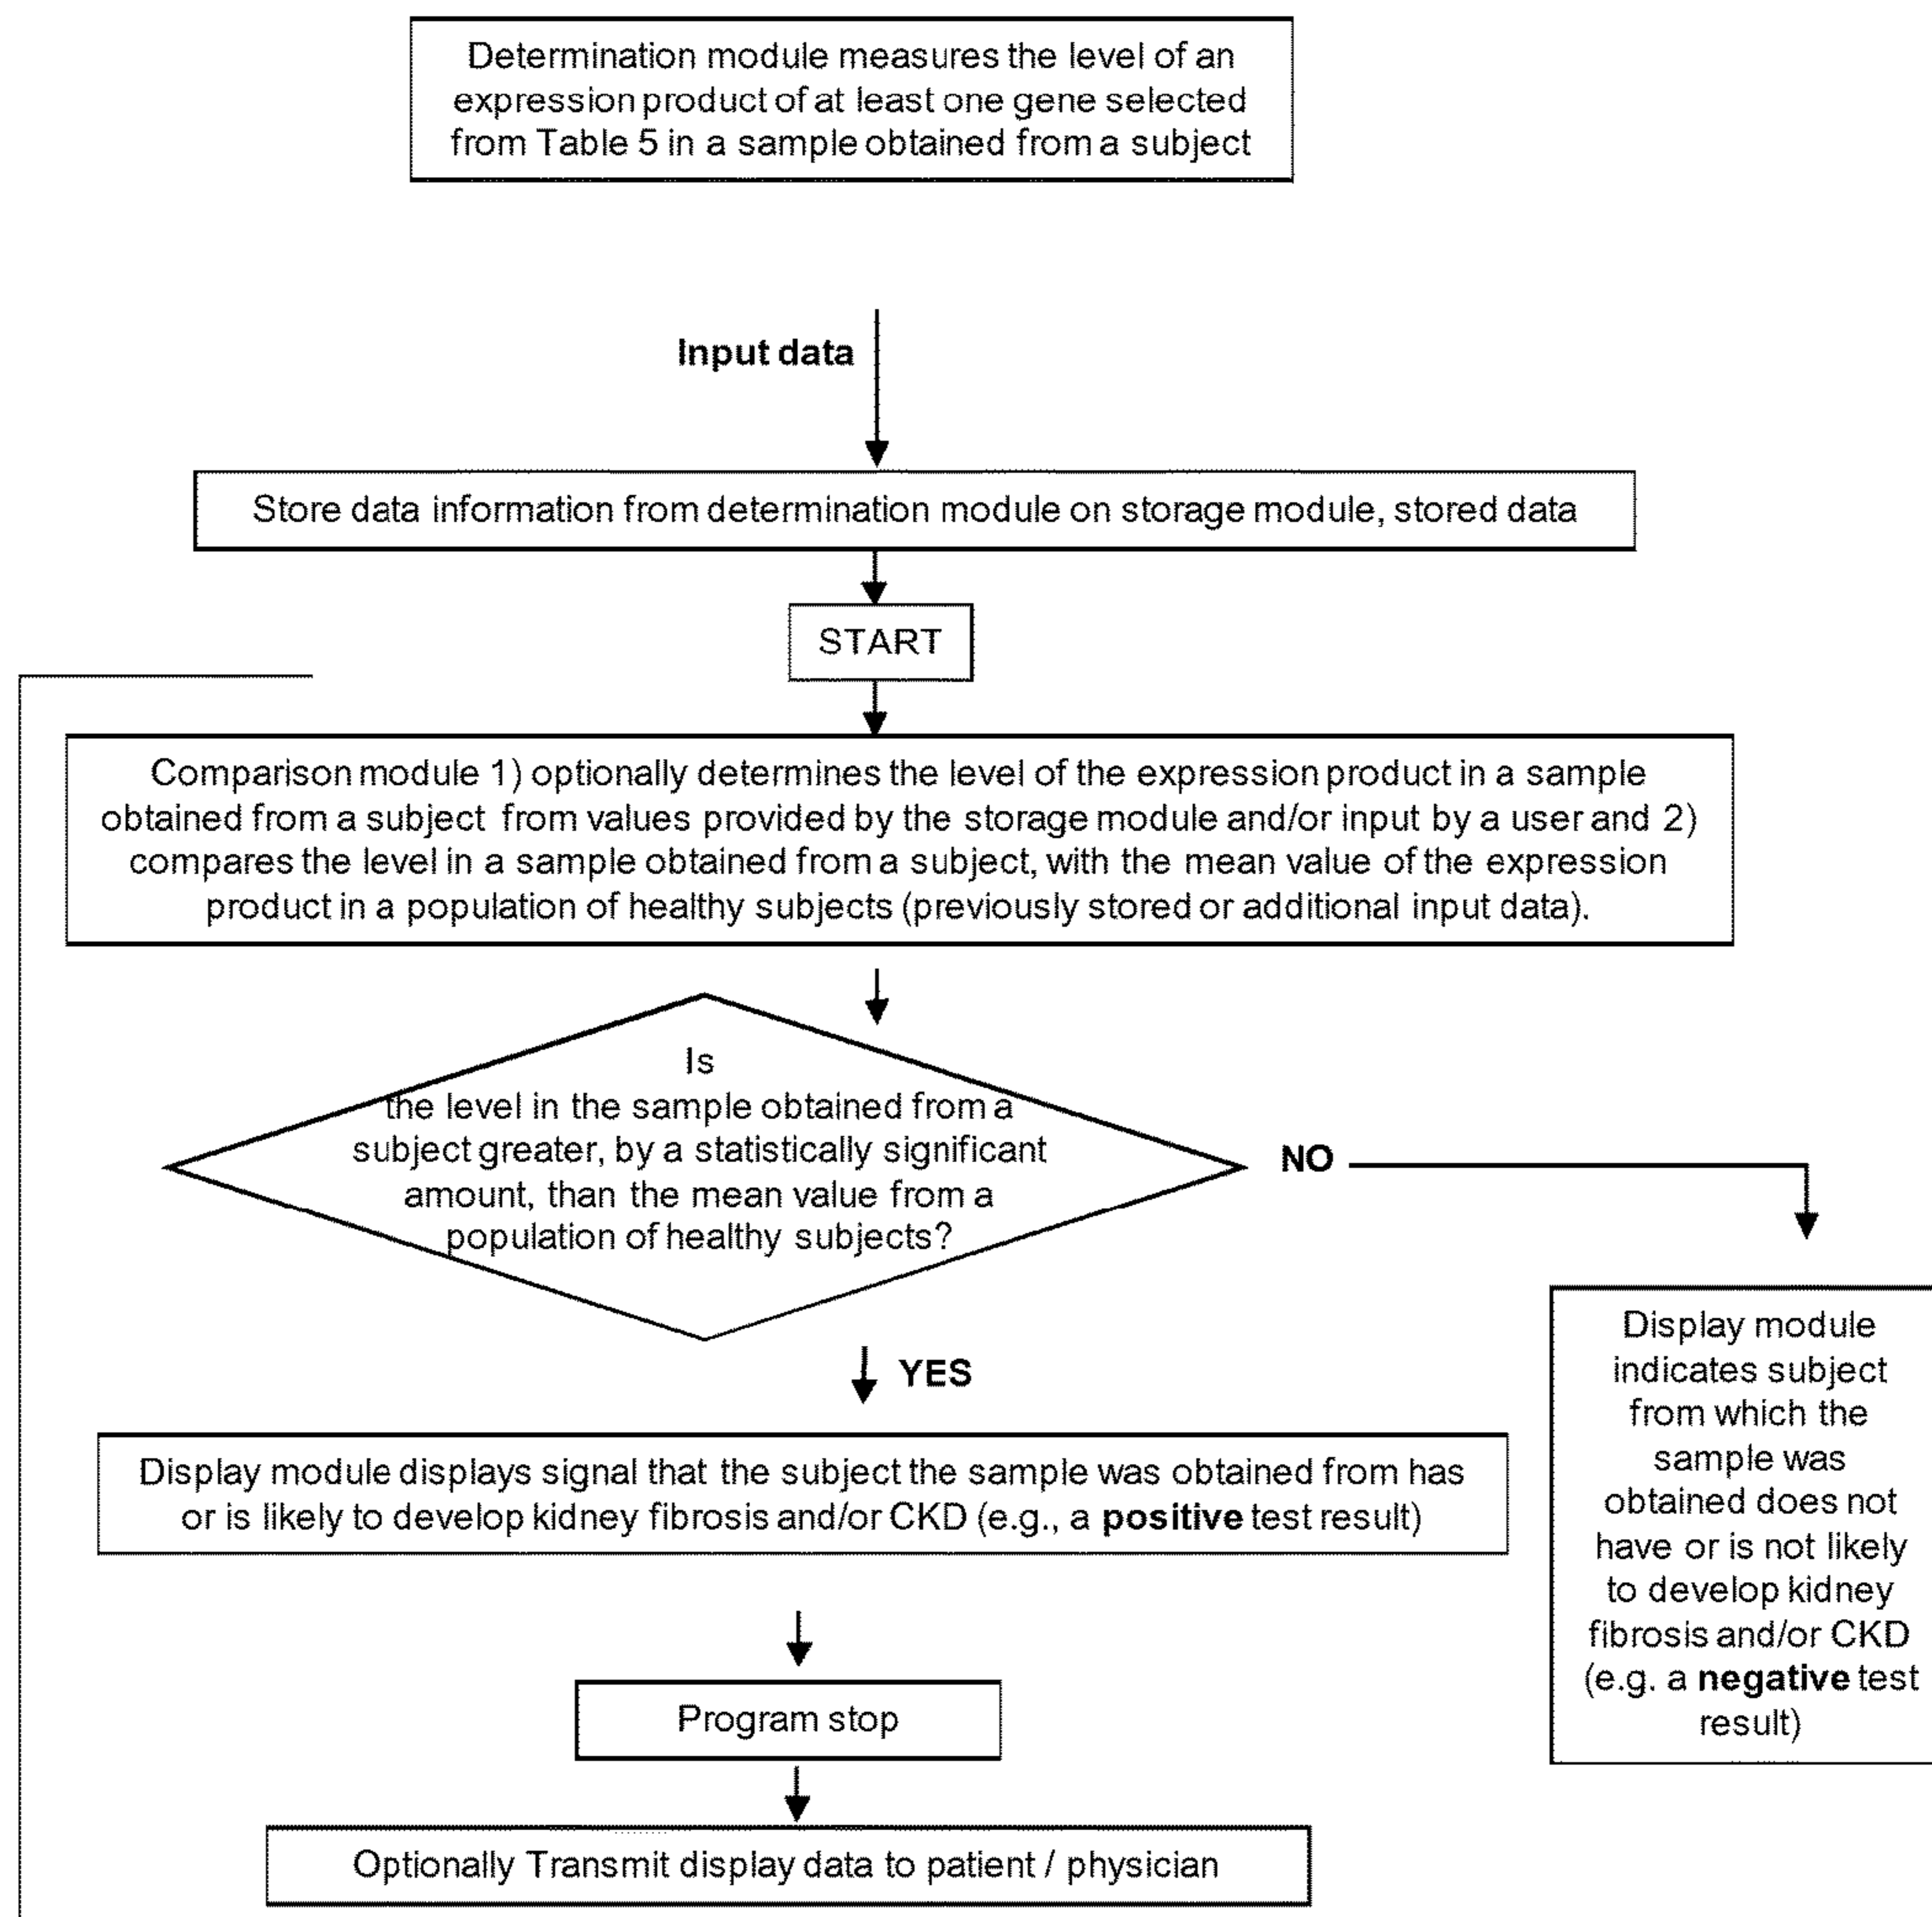 Determination module measures the level of an
expression product of at least one gene selected
from Table 5 in a sample obtained from a subject
Input data
Store data information from determination module on storage module, stored data
START
Comparison module 1) optionally determines the level of the expression product in a sample
obtained from a subject from values provided by the storage module and/or input by a user and 2)
compares the level in a sample obtained from a subject, with the mean value of the expression
product in a population of healthy subjects (previously stored or additional input data).
Is
the level in the sample obtained from a
subject greater, by a statistically significant
amount, than the mean value from a
population of healthy subjects?
NO
YES
Display module
indicates subject
from which the
sample was
obtained does not
have or is not likely
to develop kidney
fibrosis and/or CKD
(e.g. a negative test
result)
Display module displays signal that the subject the sample was obtained from has
or is likely to develop kidney fibrosis and/or CKD (e.g., a positive test result)
Program stop
Optionally Transmit display data to patient / physician